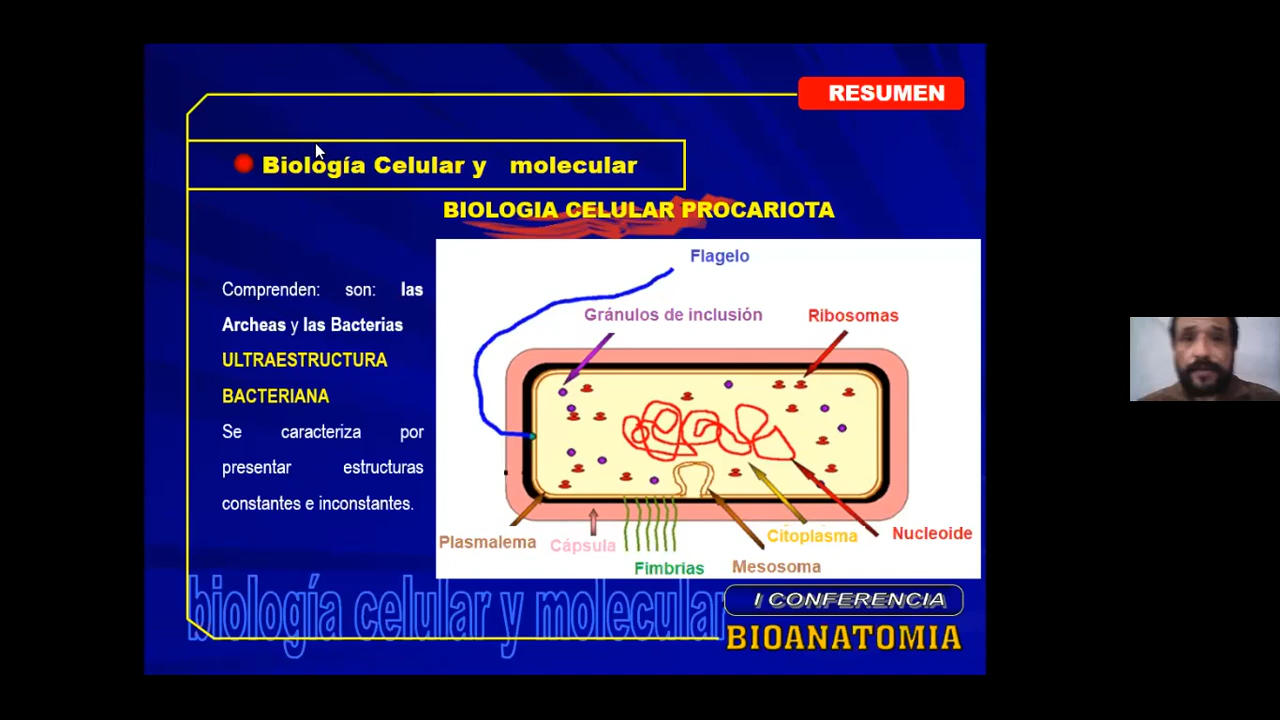 RESUMEN
Biología Celular y molecular
BIOLOGIA CELULAR PROCARIOTA
Comprenden: son: las
Archeas y las Bacterias
ULTRAESTRUCTURA
BACTERIANA
Se caracteriza por
presentar estructuras
constantes e inconstantes.
Flagelo
Gránulos de inclusión
Ribosomas
Plasmalema
Cápsula
Fimbrias
Mesosoma
Citoplasma
Nucleoide
biología celular y molecular
I CONFERENCIA
BIOANATOMIA